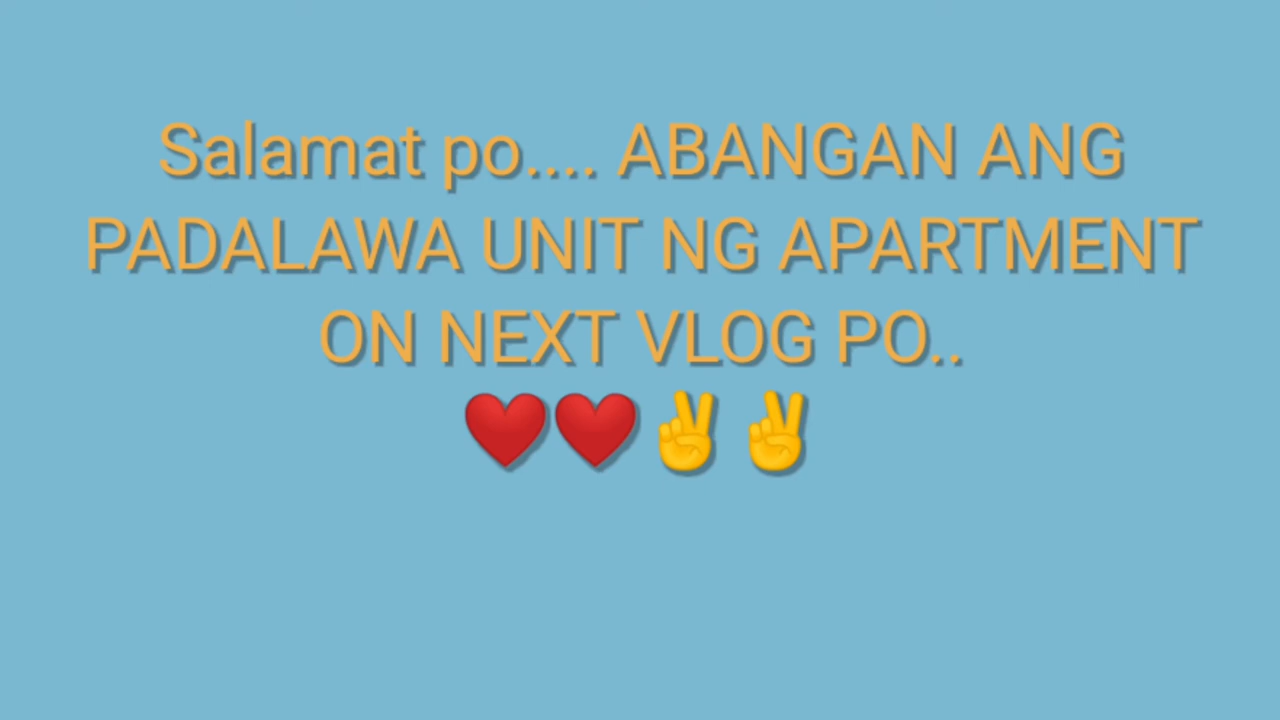 Salamat po.... ABANGAN ANG
PADALAWA UNIT NG APARTMENT
ON NEXT VLOG PO..
❤️❤️✌️✌️